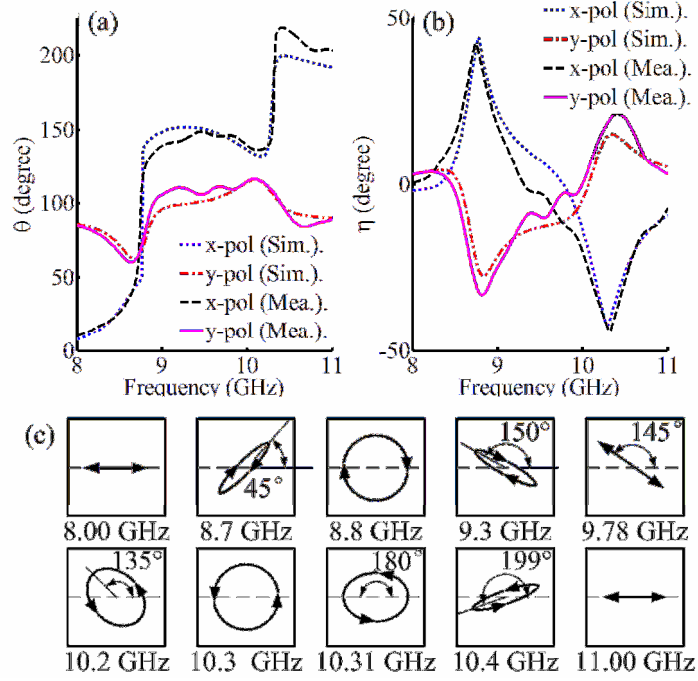 (a)
200
150
100
50
0
θ (degree)
x-pol (Sim.).
y-pol (Sim.).
x-pol (Mea.).
y-pol (Mea.).
8 9 10 11
Frequency (GHz)
(b)
50
0
-50
η (degree)
x-pol (Sim.).
y-pol (Sim.).
x-pol (Mea.).
y-pol (Mea.).
8 9 10 11
Frequency (GHz)
(c)
45°
150°
145°
8.00 GHz 8.7 GHz 8.8 GHz 9.3 GHz 9.78 GHz
135°
180°
199°
10.2 GHz 10.3 GHz 10.31 GHz 10.4 GHz 11.00 GHz